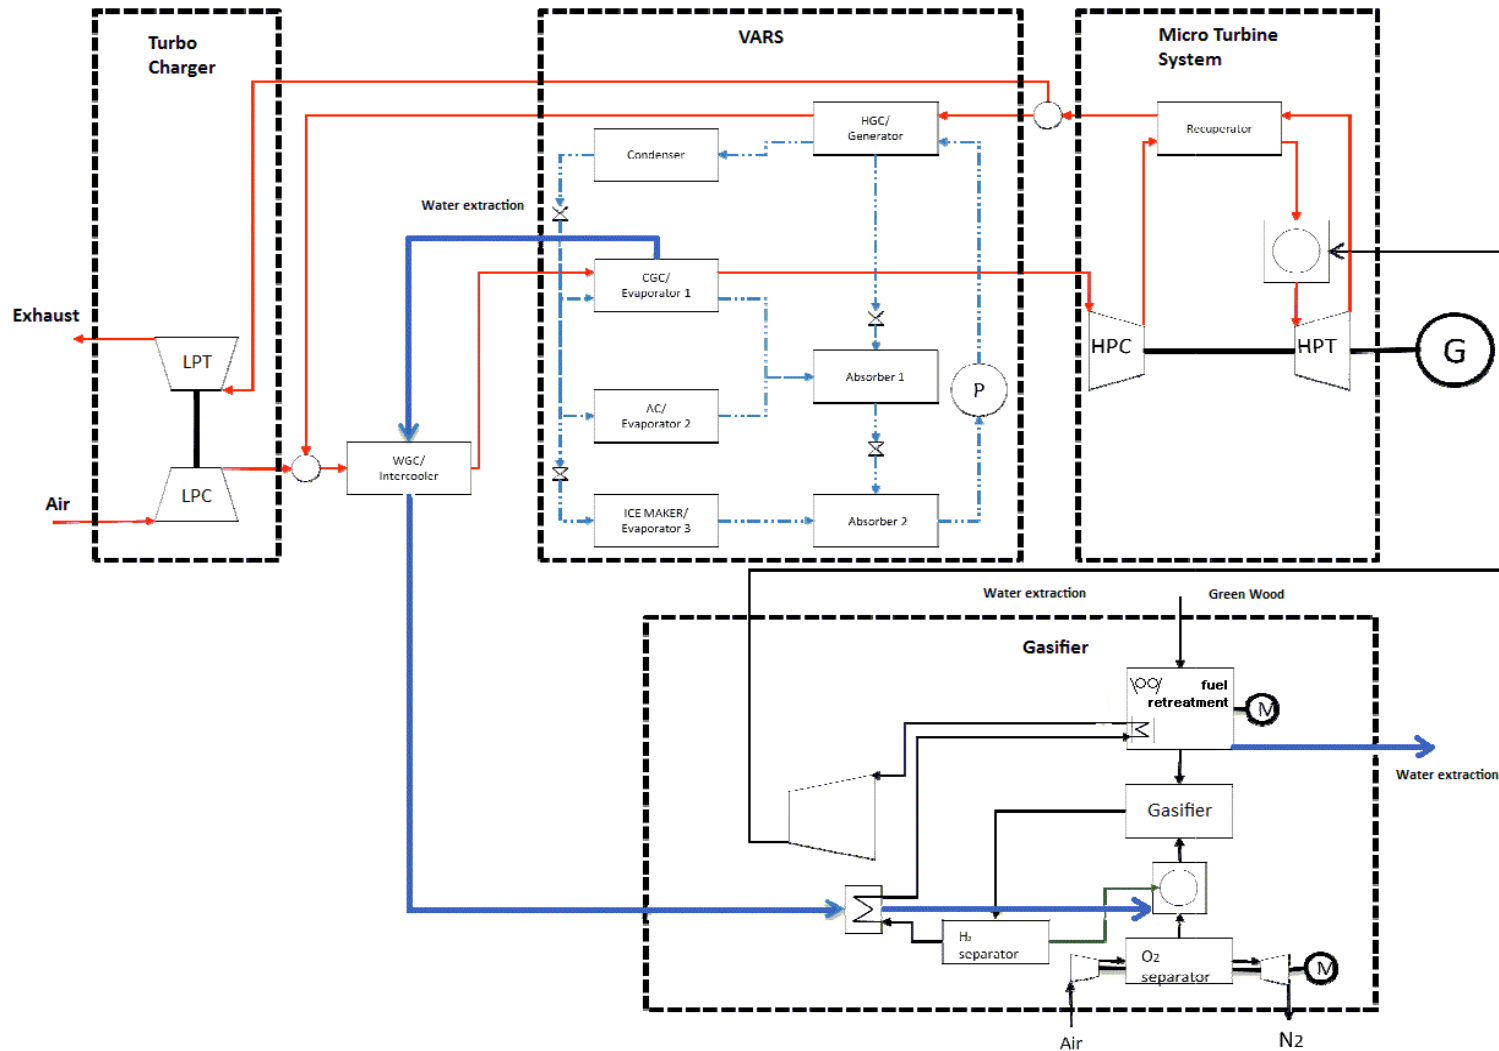 Turbo
Charger
VARS
Micro Turbine
System
HGC/
Generator
Recuperator
Condenser
Water extraction
CGC/
Evaporator 1
Exhaust
LPT
HPC
HPT
G
Absorber 1
P
AC/
Evaporator 2
WGC/
Intercooler
LPC
Air
ICE MAKER/
Evaporator 3
Absorber 2
Water extraction
Green Wood
Gasifier
fuel
retreatment
M
Water extraction
Gasifier
H₂
separator
O2
separator
M
Air
N2